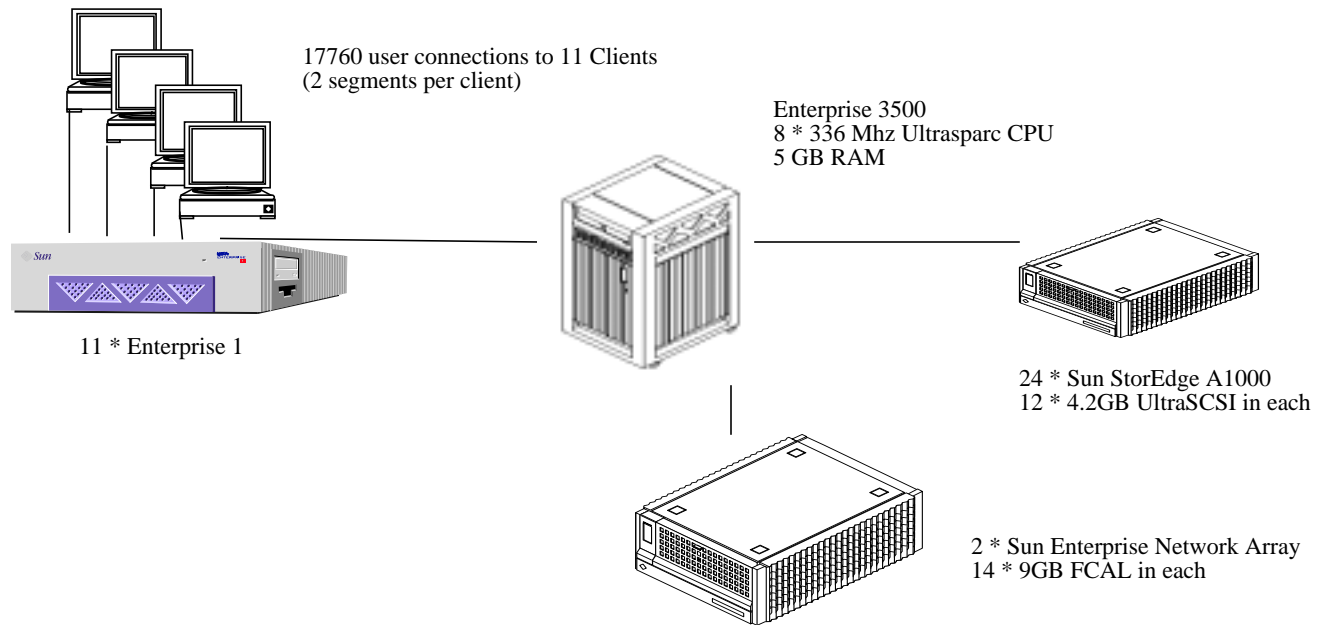 17760 user connections to 11 Clients
(2 segments per client)
Enterprise 3500
8 * 336 Mhz Ultrasparc CPU
5 GB RAM
Sun
11 * Enterprise 1
24 * Sun StorEdge A1000
12 * 4.2GB UltraSCSI in each
2 * Sun Enterprise Network Array
14 * 9GB FCAL in each